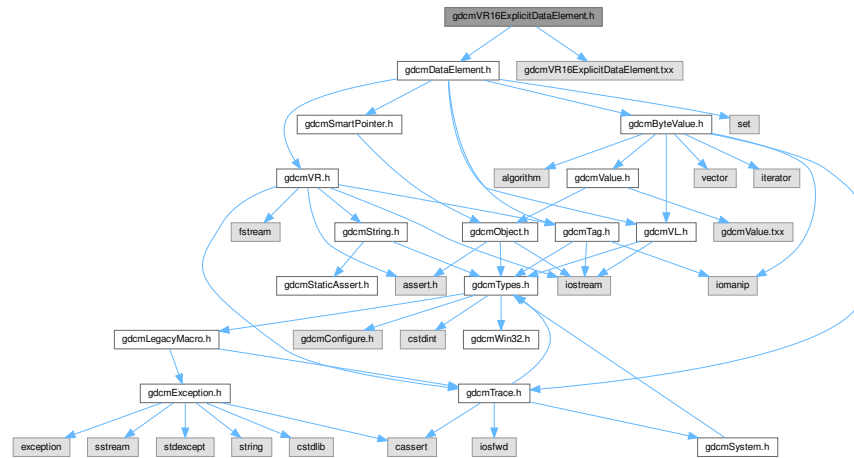 gdcmVR16ExplicitDataElement.h
gdcmDataElement.h
gdcmVR16ExplicitDataElement.txx
gdcmSmartPointer.h
gdcmByteValue.h
set
gdcmVR.h
algorithm
gdcmValue.h
vector
iterator
fstream
gdcmString.h
gdcmObject.h
gdcmTag.h
gdcmVL.h
gdcmValue.txx
gdcmStaticAssert.h
assert.h
gdcmTypes.h
iostream
iomanip
gdcmLegacyMacro.h
gdcmConfigure.h
cstdint
gdcmWin32.h
gdcmException.h
gdcmTrace.h
exception
sstream
stdexcept
string
cstdlib
cassert
iosfwd
gdcmSystem.h